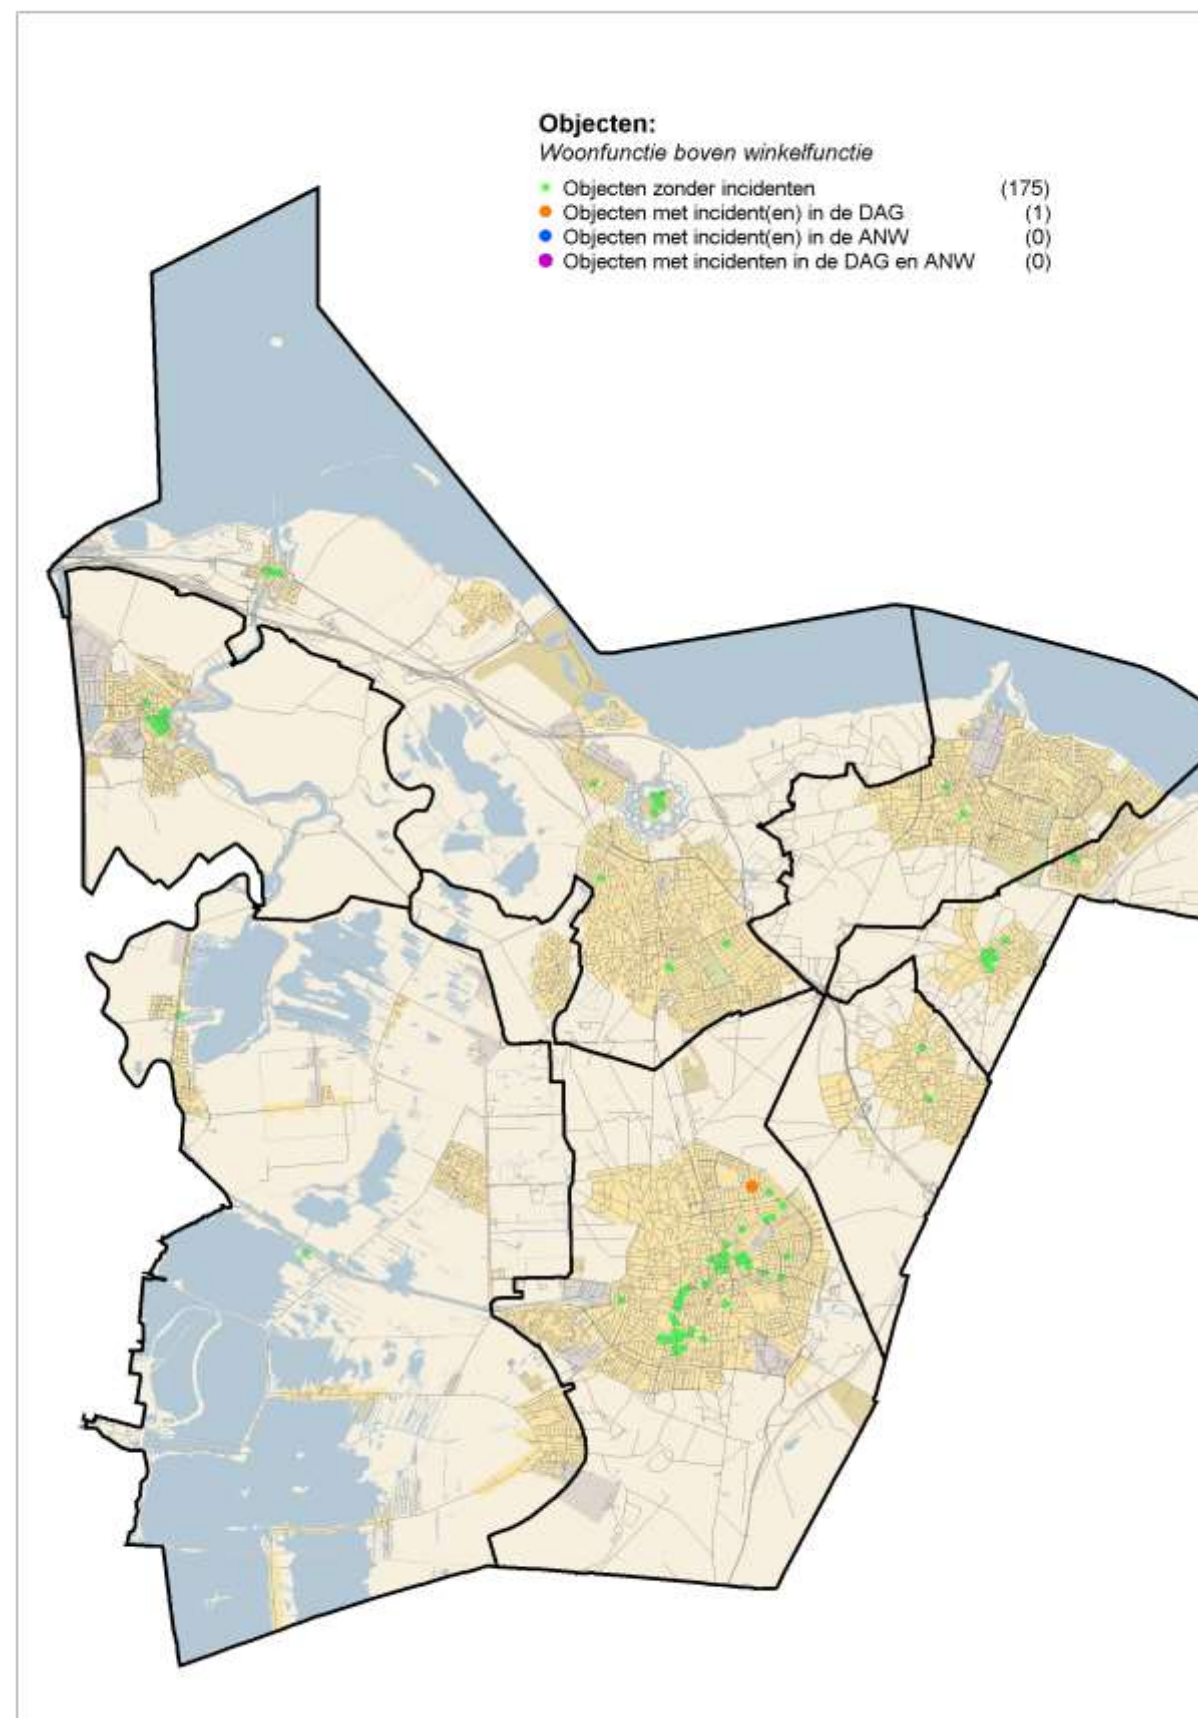 Objecten:
Woonfunctie boven winkelfunctie
Objecten zonder incidenten (175)
Objecten met incident(en) in de DAG (1)
Objecten met incident(en) in de ANW (0)
Objecten met incidenten in de DAG en ANW (0)